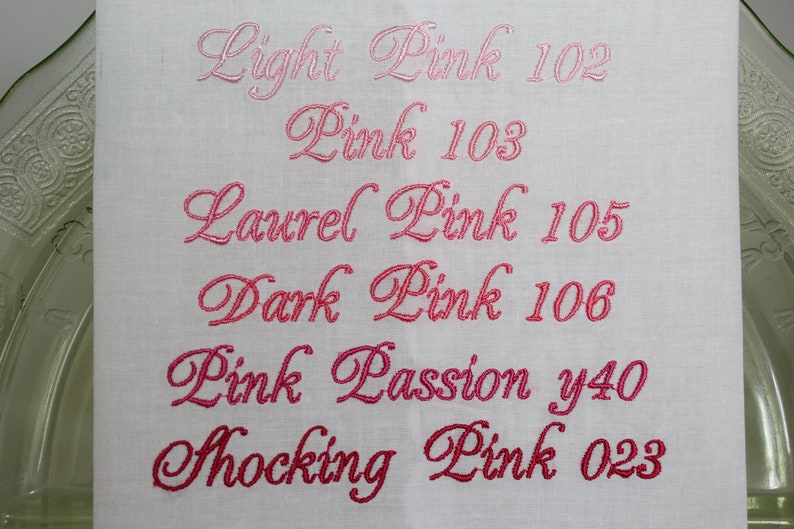 Light Pink 102
Pink 103
Laurel Pink 105
Dark Pink 106
Pink Passion y40
Shocking Pink 023